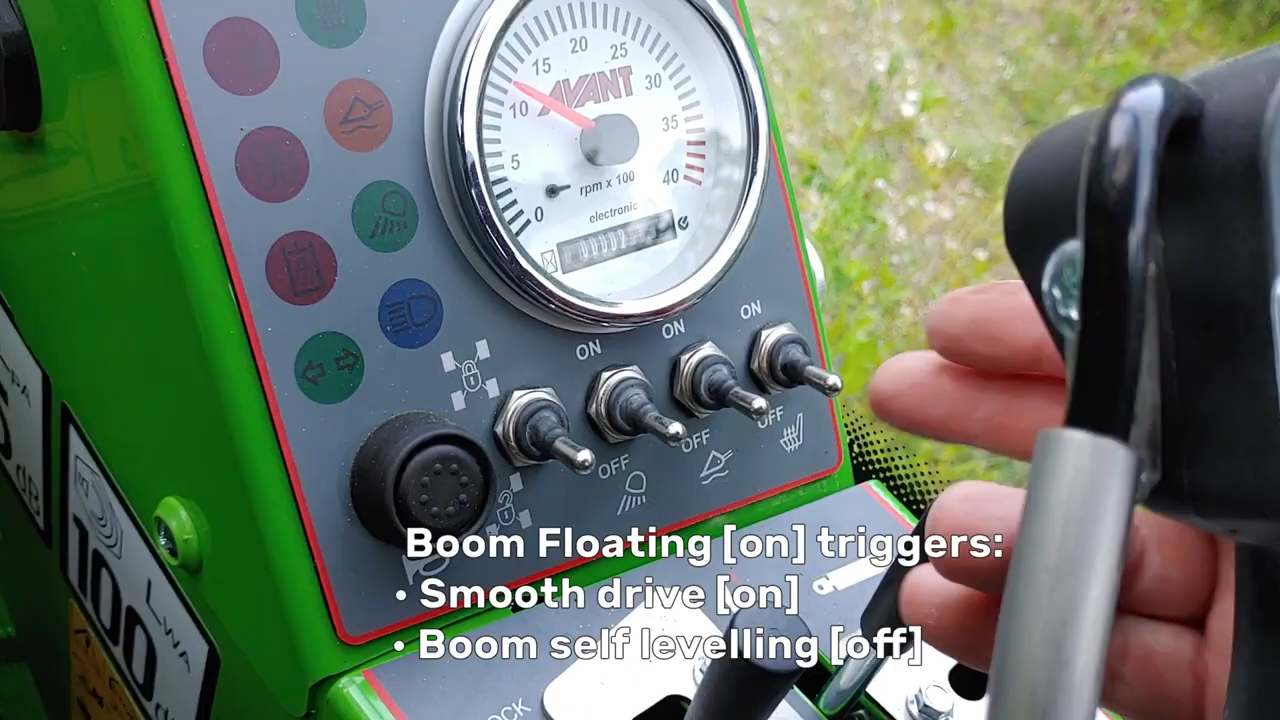 20
25
15
30
AVANT
10
35
5
rpm x 100
40
0
electronic
ON
ON
ON
OFF
OFF
OFF
dB
100
LWA
Boom Floating [on] triggers:
• Smooth drive [on]
• Boom self levelling [off]